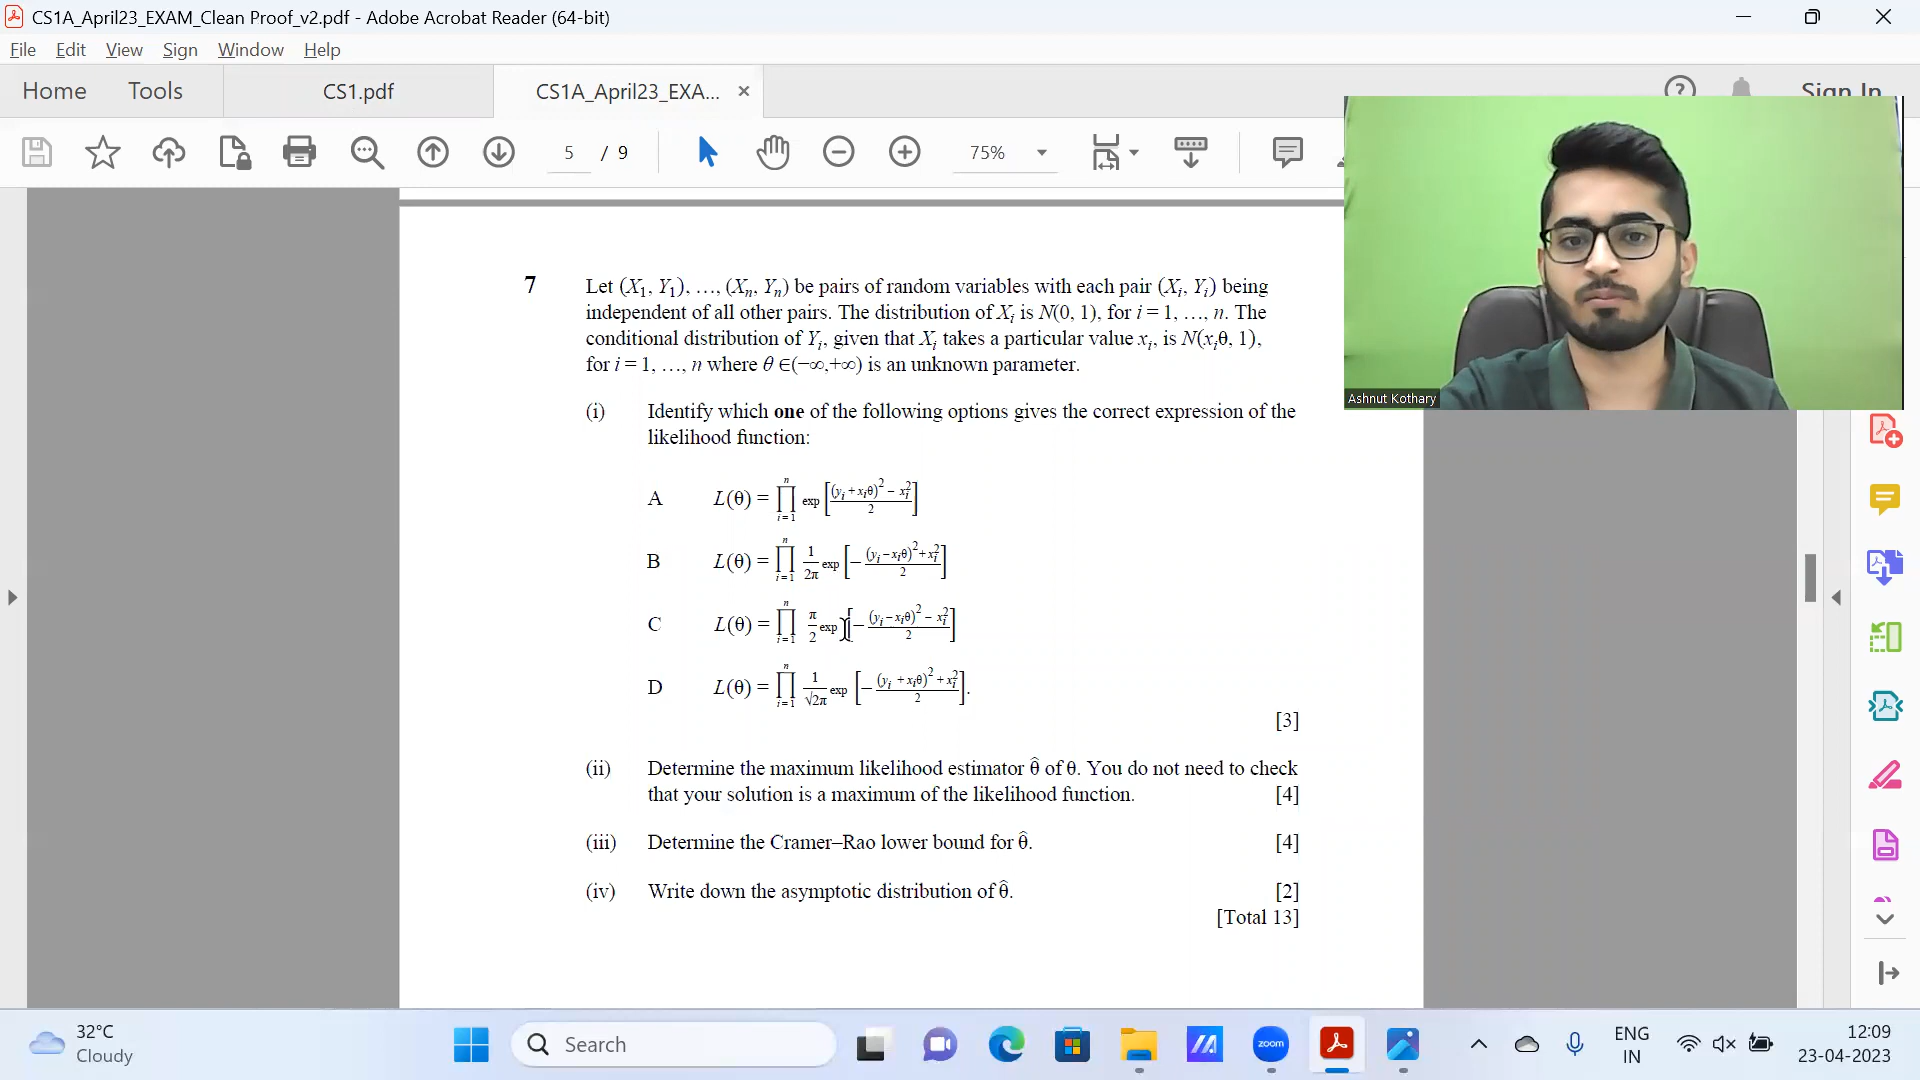 CS1A_April23_EXAM_Clean Proof_v2.pdf - Adobe Acrobat Reader (64-bit)
File Edit View Sign Window Help
Home Tools CS1.pdf CS1A_April23_EXA... × Sign In
5 / 9 75%
7 Let (X₁, Y₁), …, (Xₙ, Yₙ) be pairs of random variables with each pair (Xᵢ, Yᵢ) being
independent of all other pairs. The distribution of Xᵢ is N(0, 1), for i = 1, …, n. The
conditional distribution of Yᵢ, given that Xᵢ takes a particular value xᵢ, is N(xᵢθ, 1),
for i = 1, …, n where θ ∈(−∞,+∞) is an unknown parameter.
(i) Identify which one of the following options gives the correct expression of the
likelihood function:
A L(θ) = ∏ᵢ₌₁ⁿ exp [((yᵢ + xᵢθ)² − xᵢ²)/2]
B L(θ) = ∏ᵢ₌₁ⁿ 1/2π exp [− ((yᵢ − xᵢθ)² + xᵢ²)/2]
C L(θ) = ∏ᵢ₌₁ⁿ π/2 exp [− ((yᵢ − xᵢθ)² − xᵢ²)/2]
D L(θ) = ∏ᵢ₌₁ⁿ 1/√2π exp [− ((yᵢ + xᵢθ)² + xᵢ²)/2].
[3]
(ii) Determine the maximum likelihood estimator θ̂ of θ. You do not need to check
that your solution is a maximum of the likelihood function. [4]
(iii) Determine the Cramer–Rao lower bound for θ̂. [4]
(iv) Write down the asymptotic distribution of θ̂. [2]
[Total 13]
Ashnut Kothary
32°C
Cloudy
Search
zoom
ENG
IN
12:09
23-04-2023